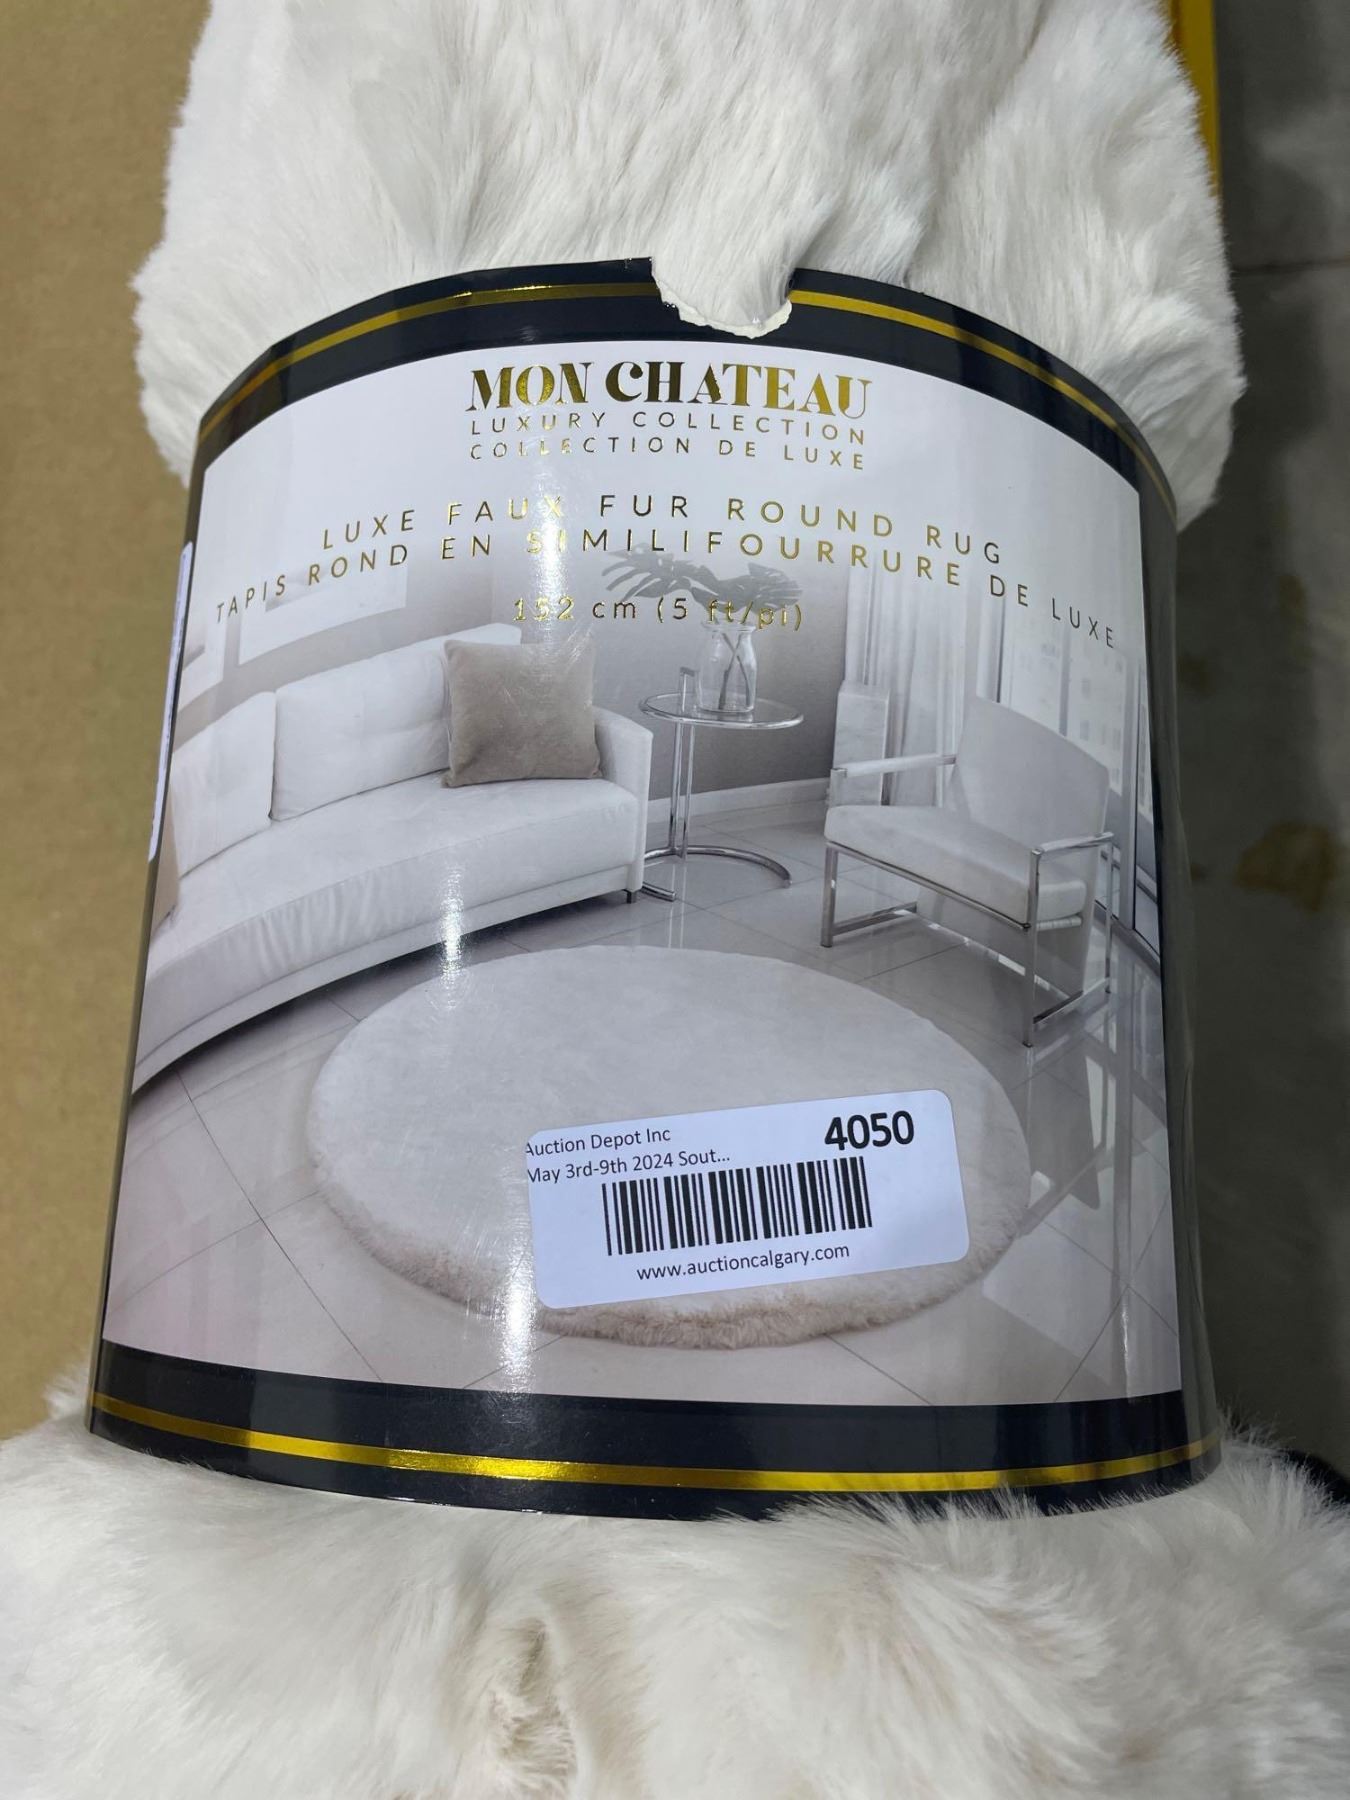 MON CHATEAU
LUXURY COLLECTION
COLLECTION DE LUXE
LUXE FAUX FUR ROUND RUG
TAPIS ROND EN SIMILIFOURRURE DE LUXE
152 cm (5 ft/pi)
Auction Depot Inc
4050
May 3rd-9th 2024 Sout...
www.auctioncalgary.com